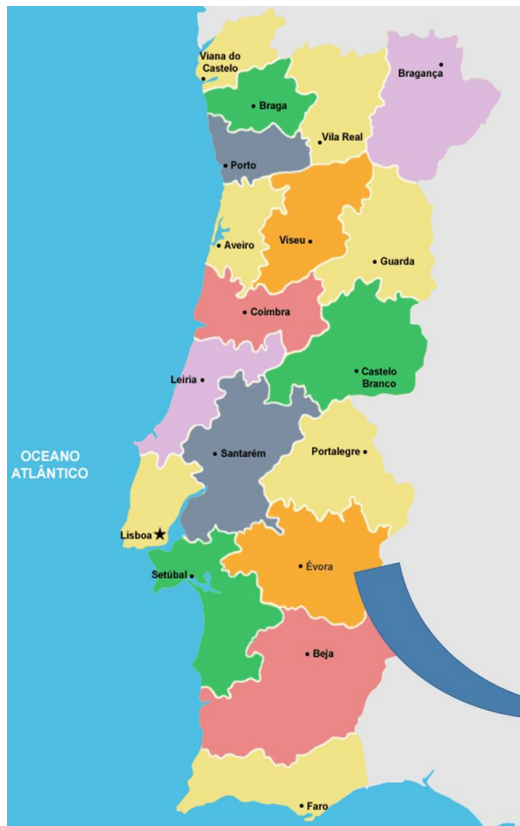 Viana do
Castelo
Bragança
Braga
Vila Real
Porto
Viseu
Aveiro
Guarda
Coimbra
Castelo
Branco
Leiria
OCEANO
ATLÂNTICO
Santarém
Portalegre
Lisboa
Évora
Setúbal
Beja
Faro